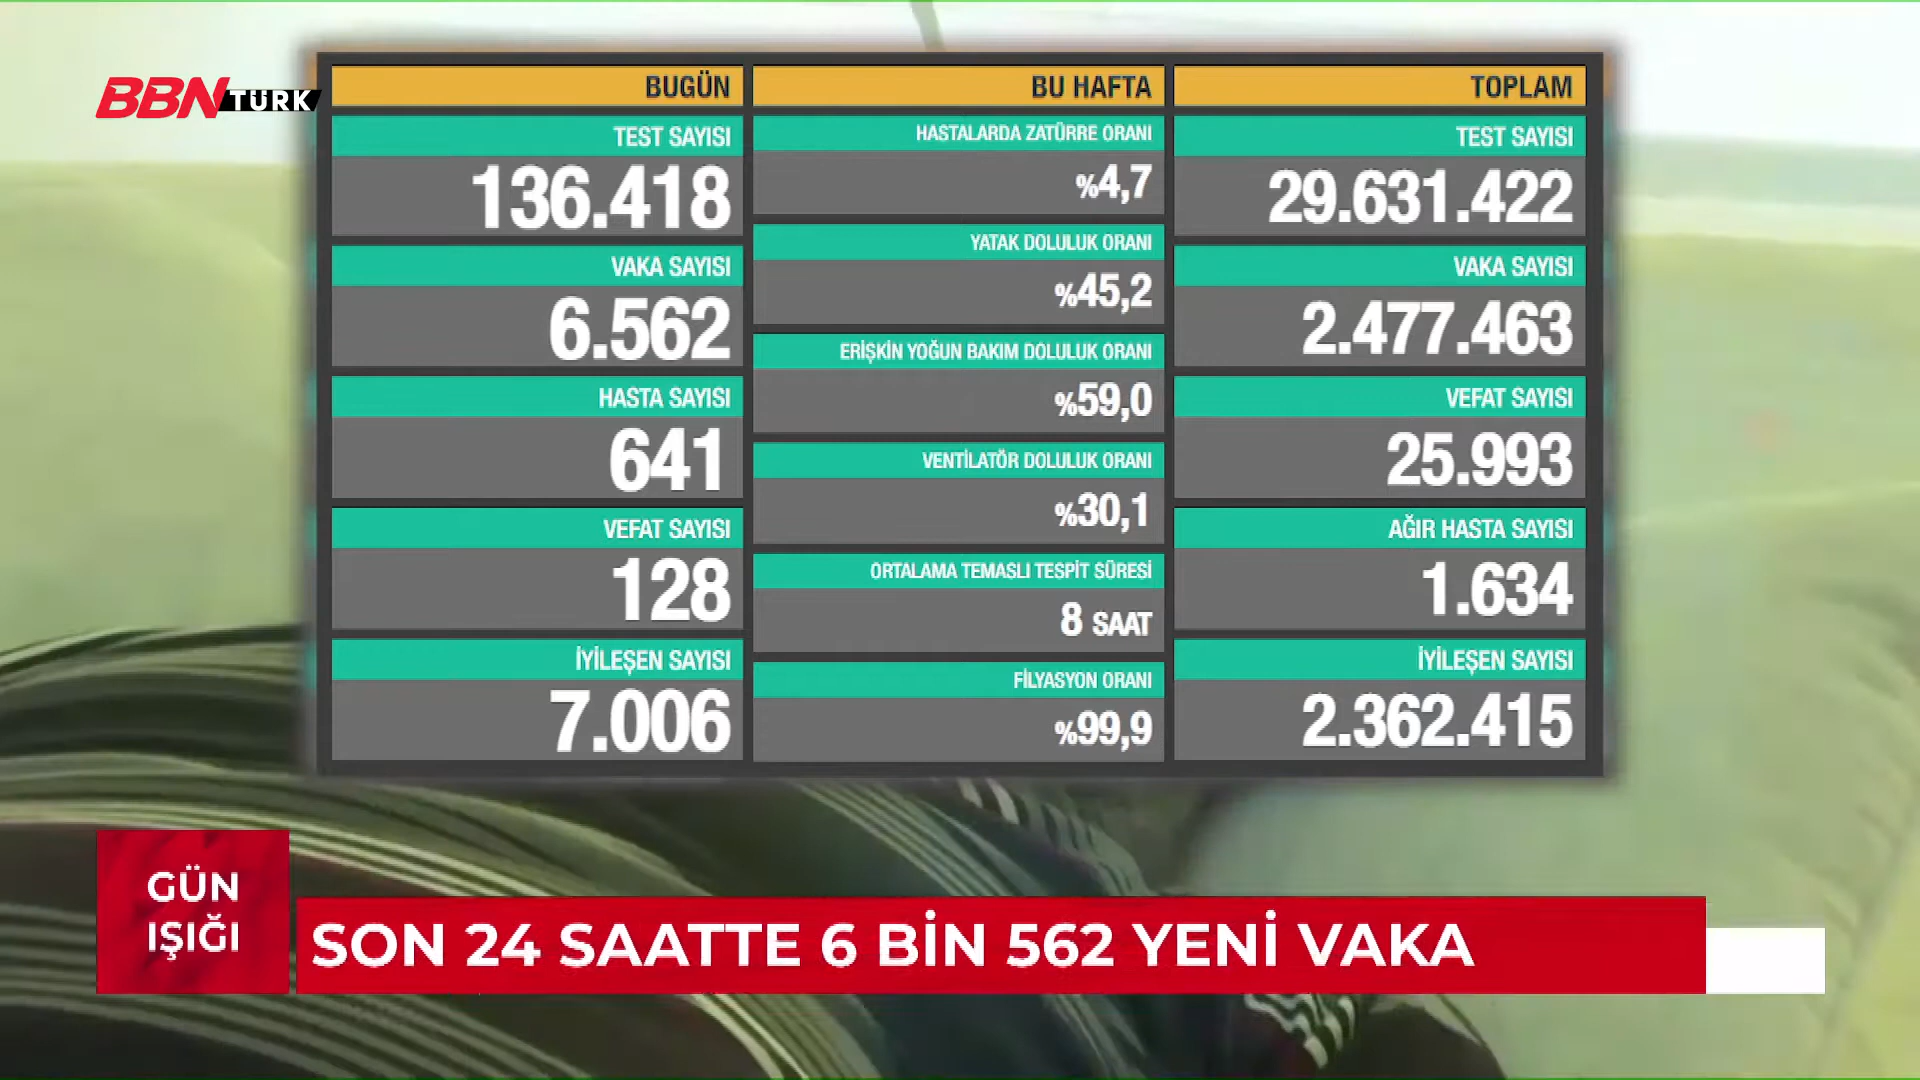 BBN TÜRK
BUGÜN
TEST SAYISI
136.418
VAKA SAYISI
6.562
HASTA SAYISI
641
VEFAT SAYISI
128
İYİLEŞEN SAYISI
7.006
BU HAFTA
HASTALARDA ZATÜRRE ORANI
%4,7
YATAK DOLULUK ORANI
%45,2
ERİŞKİN YOĞUN BAKIM DOLULUK ORANI
%59,0
VENTİLATÖR DOLULUK ORANI
%30,1
ORTALAMA TEMASLI TESPİT SÜRESİ
8 SAAT
FİLYASYON ORANI
%99,9
TOPLAM
TEST SAYISI
29.631.422
VAKA SAYISI
2.477.463
VEFAT SAYISI
25.993
AĞIR HASTA SAYISI
1.634
İYİLEŞEN SAYISI
2.362.415
GÜN
IŞIĞI
SON 24 SAATTE 6 BİN 562 YENİ VAKA